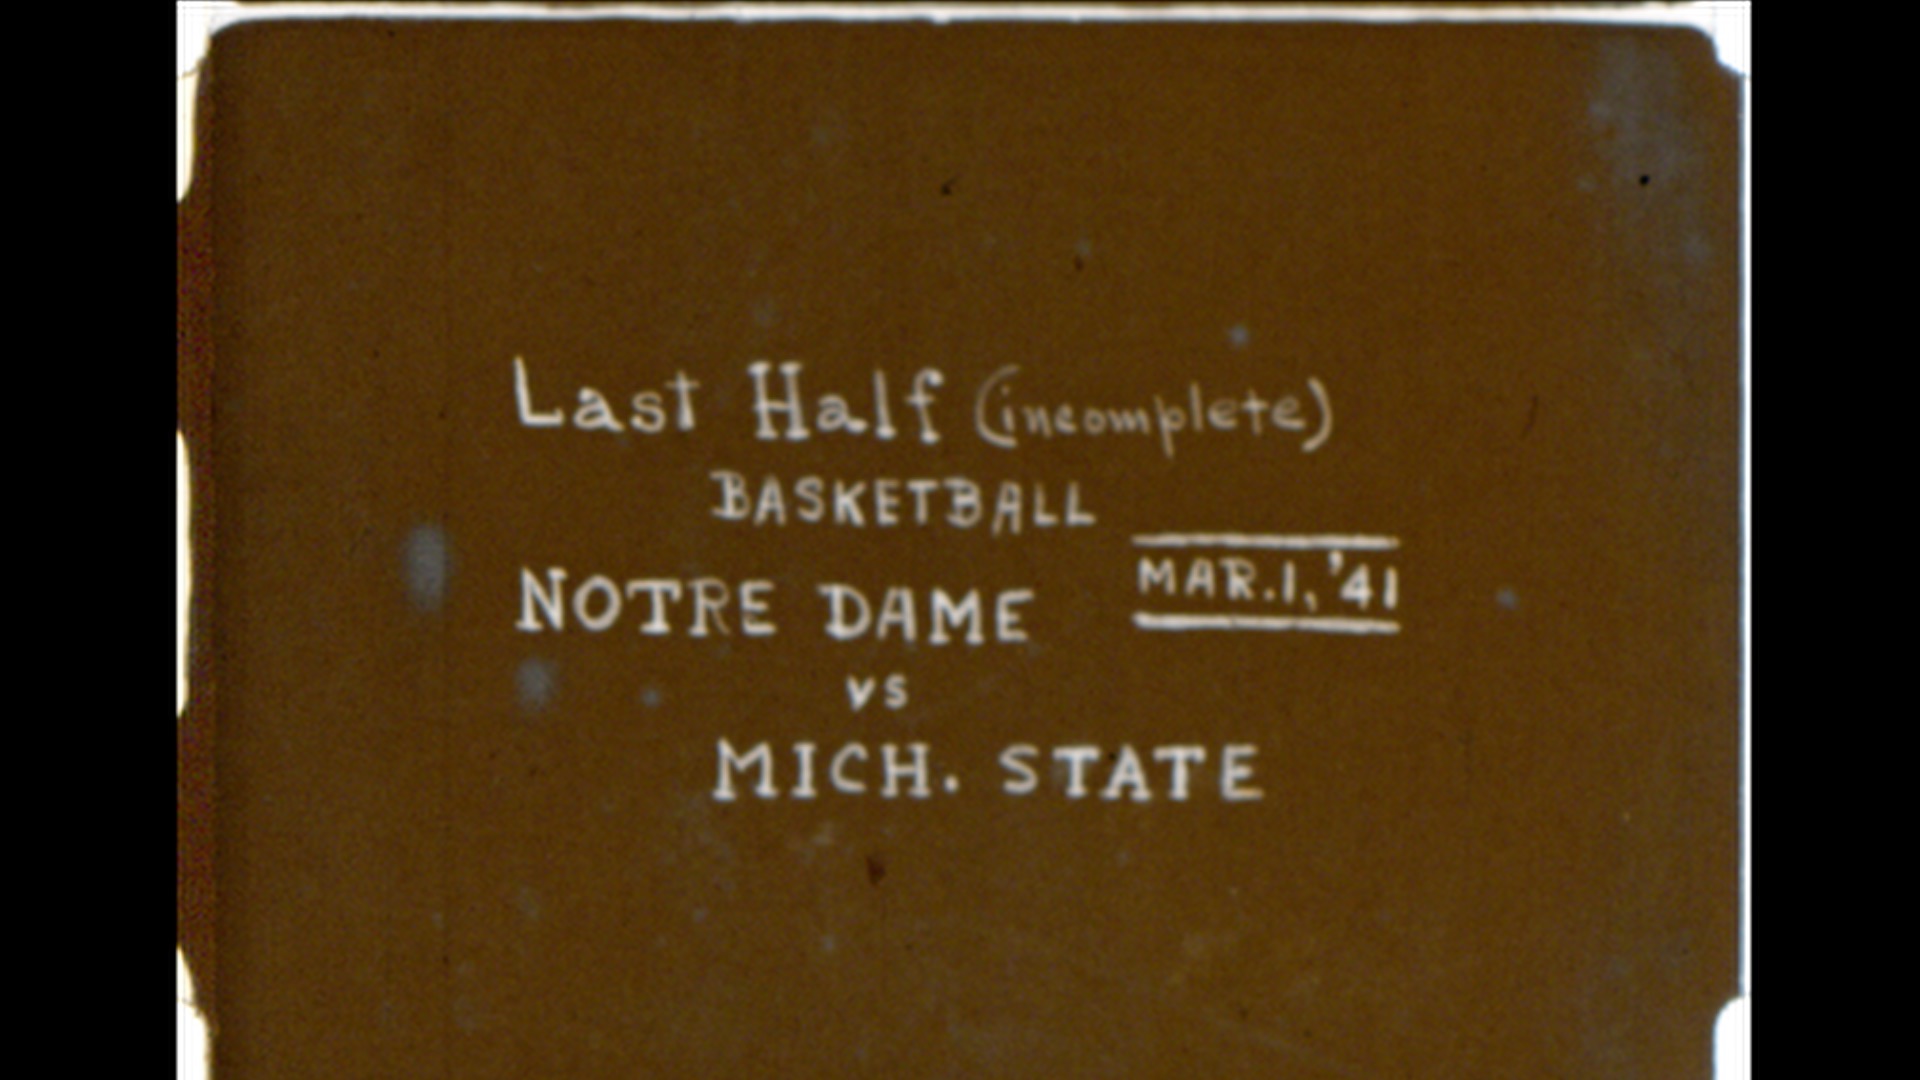 Last Half (incomplete)
BASKETBALL
NOTRE DAME
MAR. 1, '41
vs
MICH. STATE